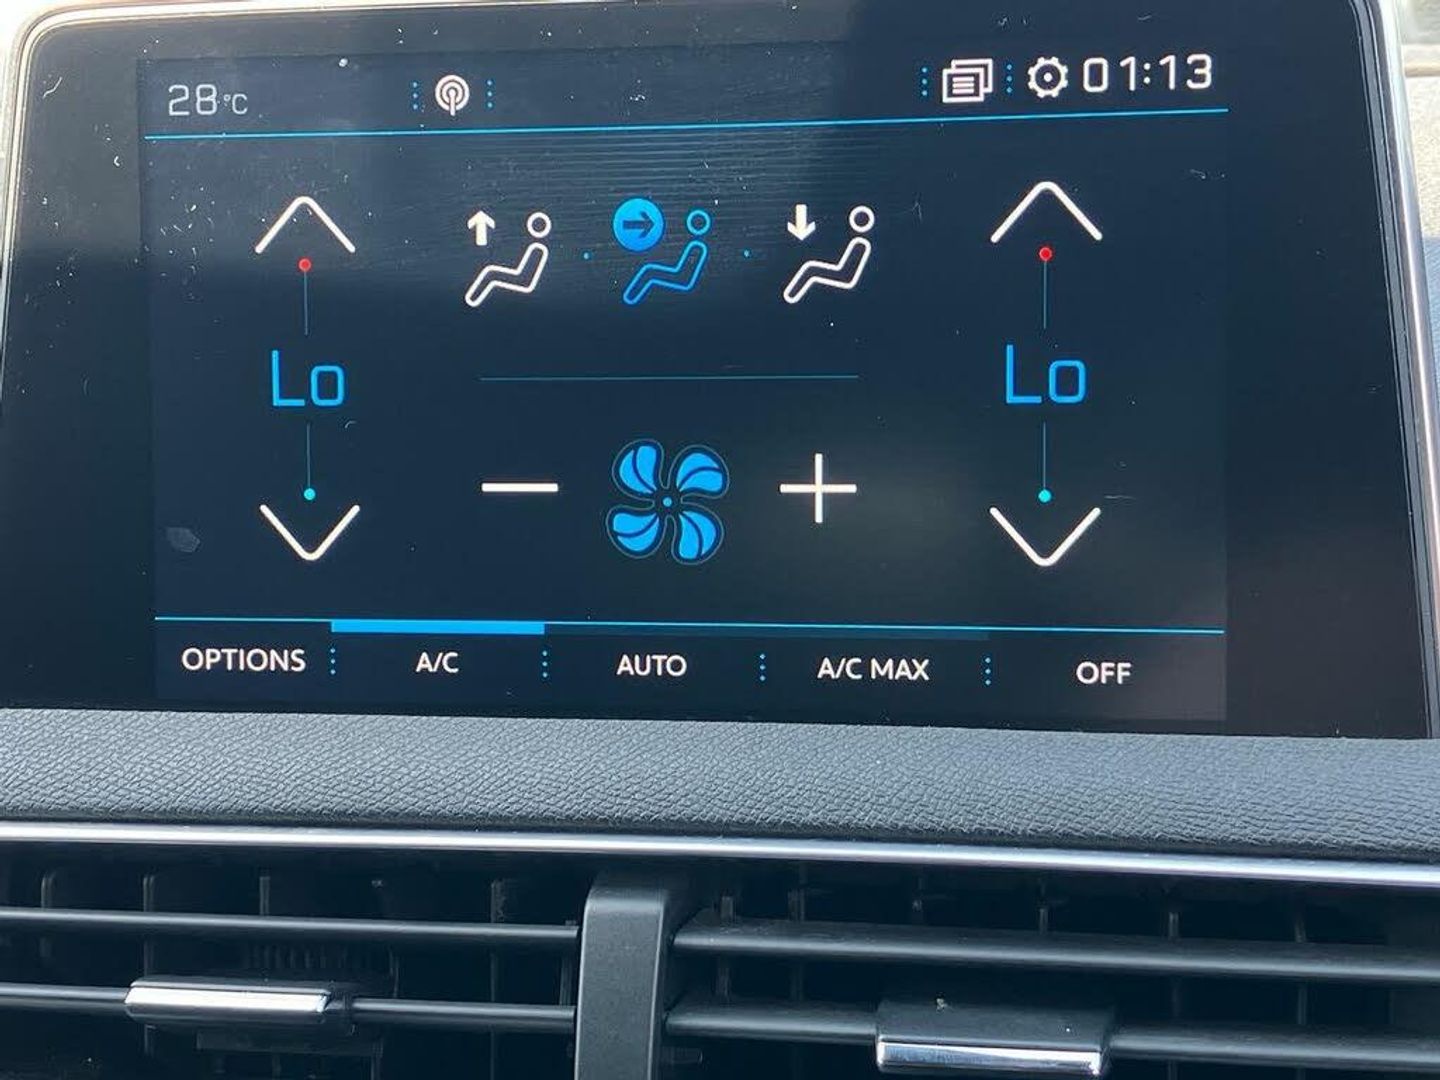 28°C 01:13
Lo Lo
OPTIONS A/C AUTO A/C MAX OFF